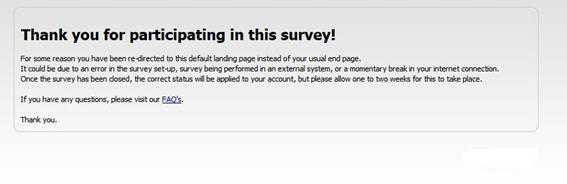 Thank you for participating in this survey!
For some reason you have been re-directed to this default landing page instead of your usual end page.
It could be due to an error in the survey set-up, survey being performed in an external system, or a momentary break in your internet connection.
Once the survey has been closed, the correct status will be applied to your account, but please allow one to two weeks for this to take place.
If you have any questions, please visit our FAQ's.
Thank you.